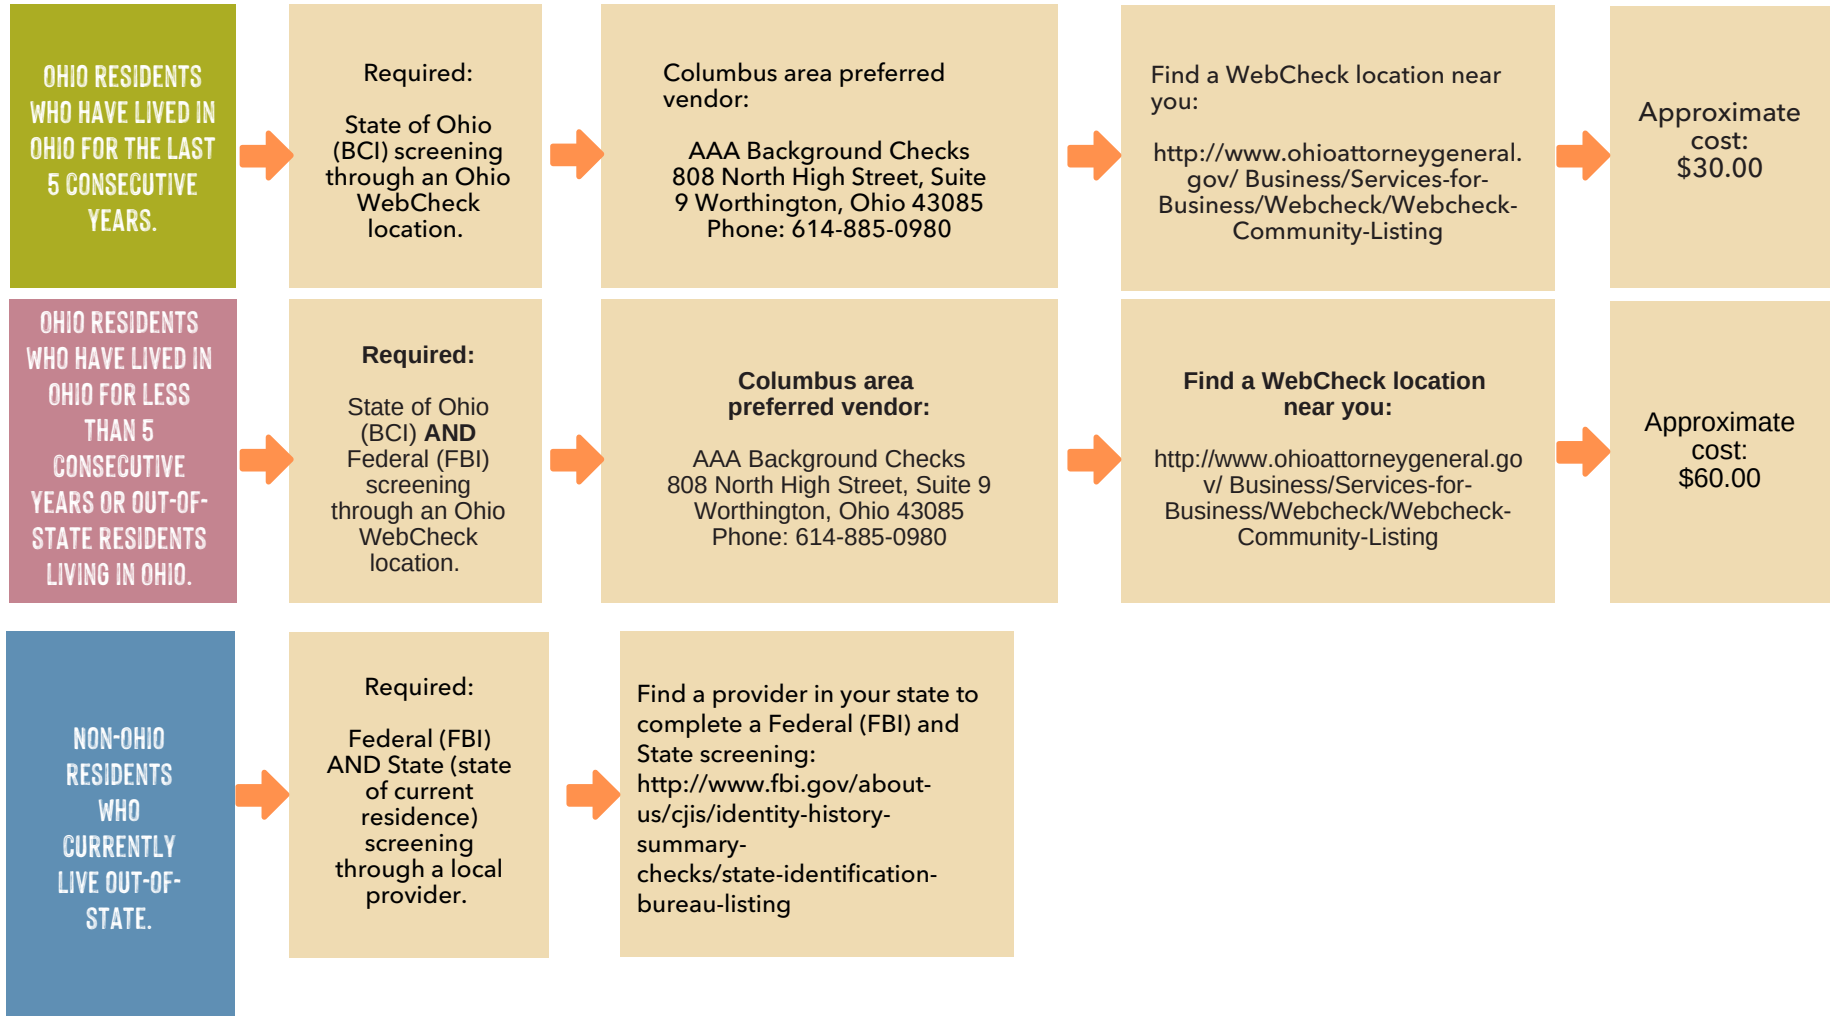 OHIO RESIDENTS
WHO HAVE LIVED IN
OHIO FOR THE LAST
5 CONSECUTIVE
YEARS.
Required:
State of Ohio
(BCI) screening
through an Ohio
WebCheck
location.
Columbus area preferred
vendor:
AAA Background Checks
808 North High Street, Suite
9 Worthington, Ohio 43085
Phone: 614-885-0980
Find a WebCheck location near
you:
http://www.ohioattorneygeneral.
gov/ Business/Services-for-
Business/Webcheck/Webcheck-
Community-Listing
Approximate
cost:
$30.00
OHIO RESIDENTS
WHO HAVE LIVED IN
OHIO FOR LESS
THAN 5
CONSECUTIVE
YEARS OR OUT-OF-
STATE RESIDENTS
LIVING IN OHIO.
Required:
State of Ohio
(BCI) AND
Federal (FBI)
screening
through an Ohio
WebCheck
location.
Columbus area
preferred vendor:
AAA Background Checks
808 North High Street, Suite 9
Worthington, Ohio 43085
Phone: 614-885-0980
Find a WebCheck location
near you:
http://www.ohioattorneygeneral.go
v/ Business/Services-for-
Business/Webcheck/Webcheck-
Community-Listing
Approximate
cost:
$60.00
NON-OHIO
RESIDENTS
WHO
CURRENTLY
LIVE OUT-OF-
STATE.
Required:
Federal (FBI)
AND State (state
of current
residence)
screening
through a local
provider.
Find a provider in your state to
complete a Federal (FBI) and
State screening:
http://www.fbi.gov/about-
us/cjis/identity-history-
summary-
checks/state-identification-
bureau-listing